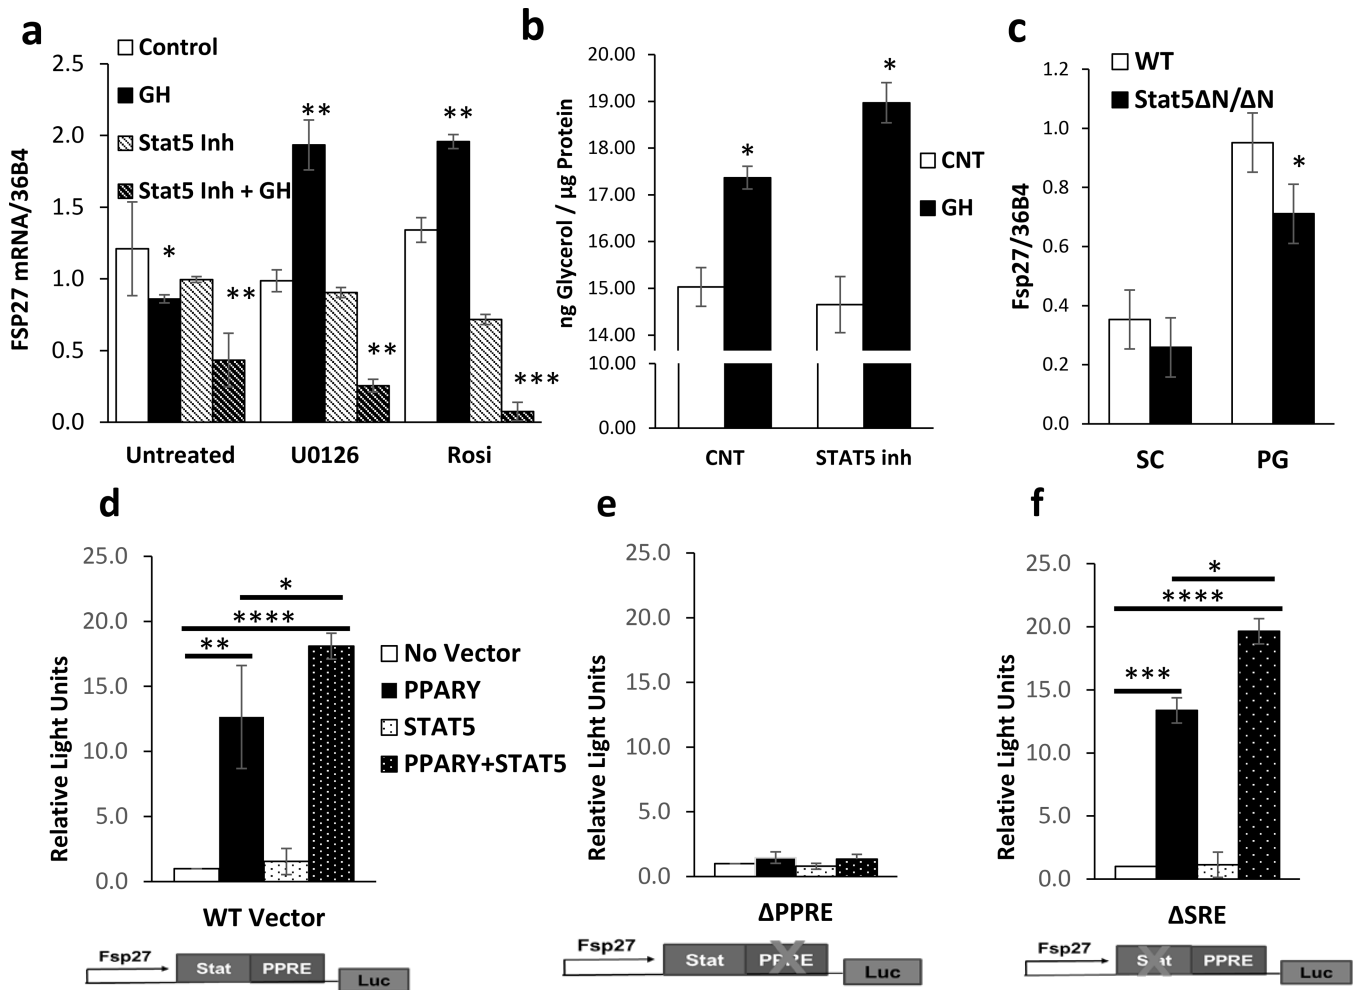 a
Control
GH
Stat5 Inh
Stat5 Inh + GH
FSP27 mRNA/36B4
2.5
2.0
1.5
1.0
0.5
0.0
*
**
**
**
**
***
Untreated
U0126
Rosi
b
ng Glycerol / µg Protein
20.00
19.00
18.00
17.00
16.00
15.00
14.00
10.00
0.00
*
*
CNT
GH
CNT
STAT5 inh
c
WT
Stat5ΔN/ΔN
Fsp27/36B4
1.2
1.0
0.8
0.6
0.4
0.2
0.0
*
SC
PG
d
Relative Light Units
25.0
20.0
15.0
10.0
5.0
0.0
*
****
**
No Vector
PPARY
STAT5
PPARY+STAT5
WT Vector
Fsp27
Stat
PPRE
Luc
e
Relative Light Units
25.0
20.0
15.0
10.0
5.0
0.0
ΔPPRE
Fsp27
Stat
PPRE
Luc
f
Relative Light Units
25.0
20.0
15.0
10.0
5.0
0.0
*
****
***
ΔSRE
Fsp27
Stat
PPRE
Luc